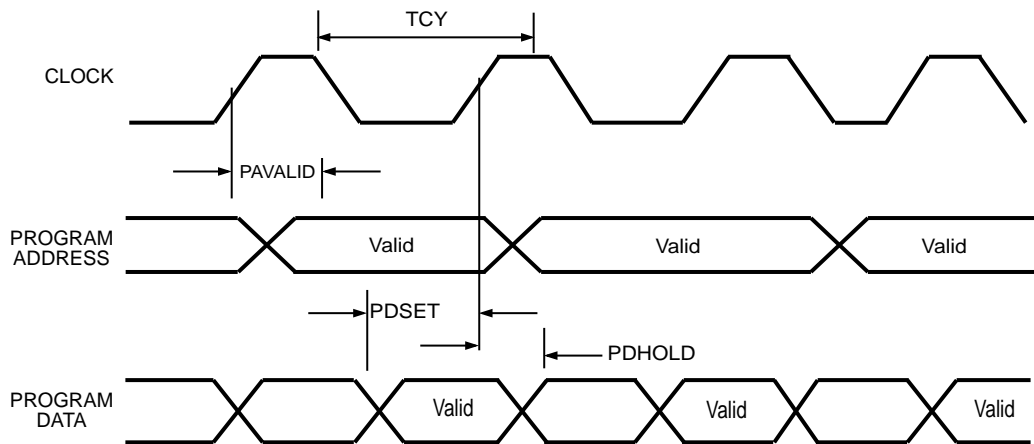 TCY
CLOCK
PAVALID
PROGRAM
ADDRESS
Valid
Valid
Valid
PDSET
PDHOLD
PROGRAM
DATA
Valid
Valid
Valid